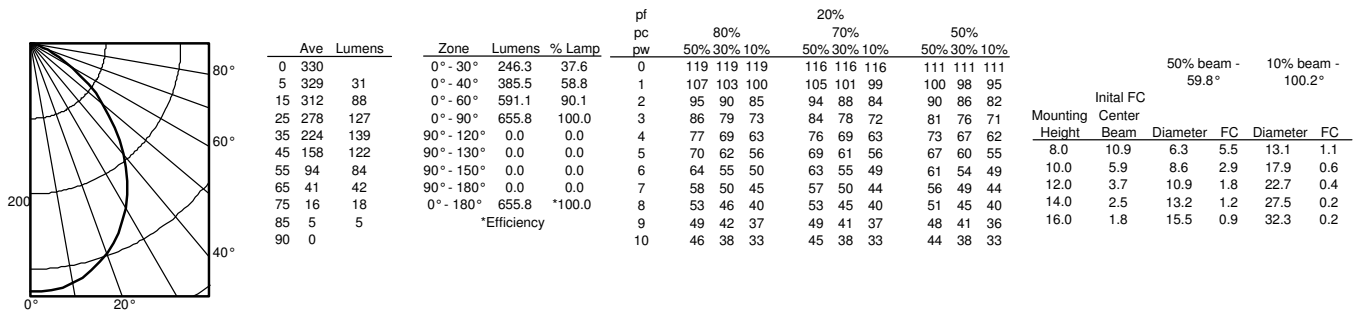 80°
60°
200
40°
0° 20°
Ave Lumens
0 330
5 329 31
15 312 88
25 278 127
35 224 139
45 158 122
55 94 84
65 41 42
75 16 18
85 5 5
90 0
Zone Lumens % Lamp
0°- 30° 246.3 37.6
0°- 40° 385.5 58.8
0°- 60° 591.1 90.1
0°- 90° 655.8 100.0
90°- 120° 0.0 0.0
90°- 130° 0.0 0.0
90°- 150° 0.0 0.0
90°- 180° 0.0 0.0
0°- 180° 655.8 *100.0
*Efficiency
pf 20%
pc 80% 70% 50%
pw 50% 30% 10% 50% 30% 10% 50% 30% 10%
0 119 119 119 116 116 116 111 111 111
1 107 103 100 105 101 99 100 98 95
2 95 90 85 94 88 84 90 86 82
3 86 79 73 84 78 72 81 76 71
4 77 69 63 76 69 63 73 67 62
5 70 62 56 69 61 56 67 60 55
6 64 55 50 63 55 49 61 54 49
7 58 50 45 57 50 44 56 49 44
8 53 46 40 53 45 40 51 45 40
9 49 42 37 49 41 37 48 41 36
10 46 38 33 45 38 33 44 38 33
50% beam - 10% beam -
59.8° 100.2°
Inital FC
Mounting Center
Height Beam Diameter FC Diameter FC
8.0 10.9 6.3 5.5 13.1 1.1
10.0 5.9 8.6 2.9 17.9 0.6
12.0 3.7 10.9 1.8 22.7 0.4
14.0 2.5 13.2 1.2 27.5 0.2
16.0 1.8 15.5 0.9 32.3 0.2